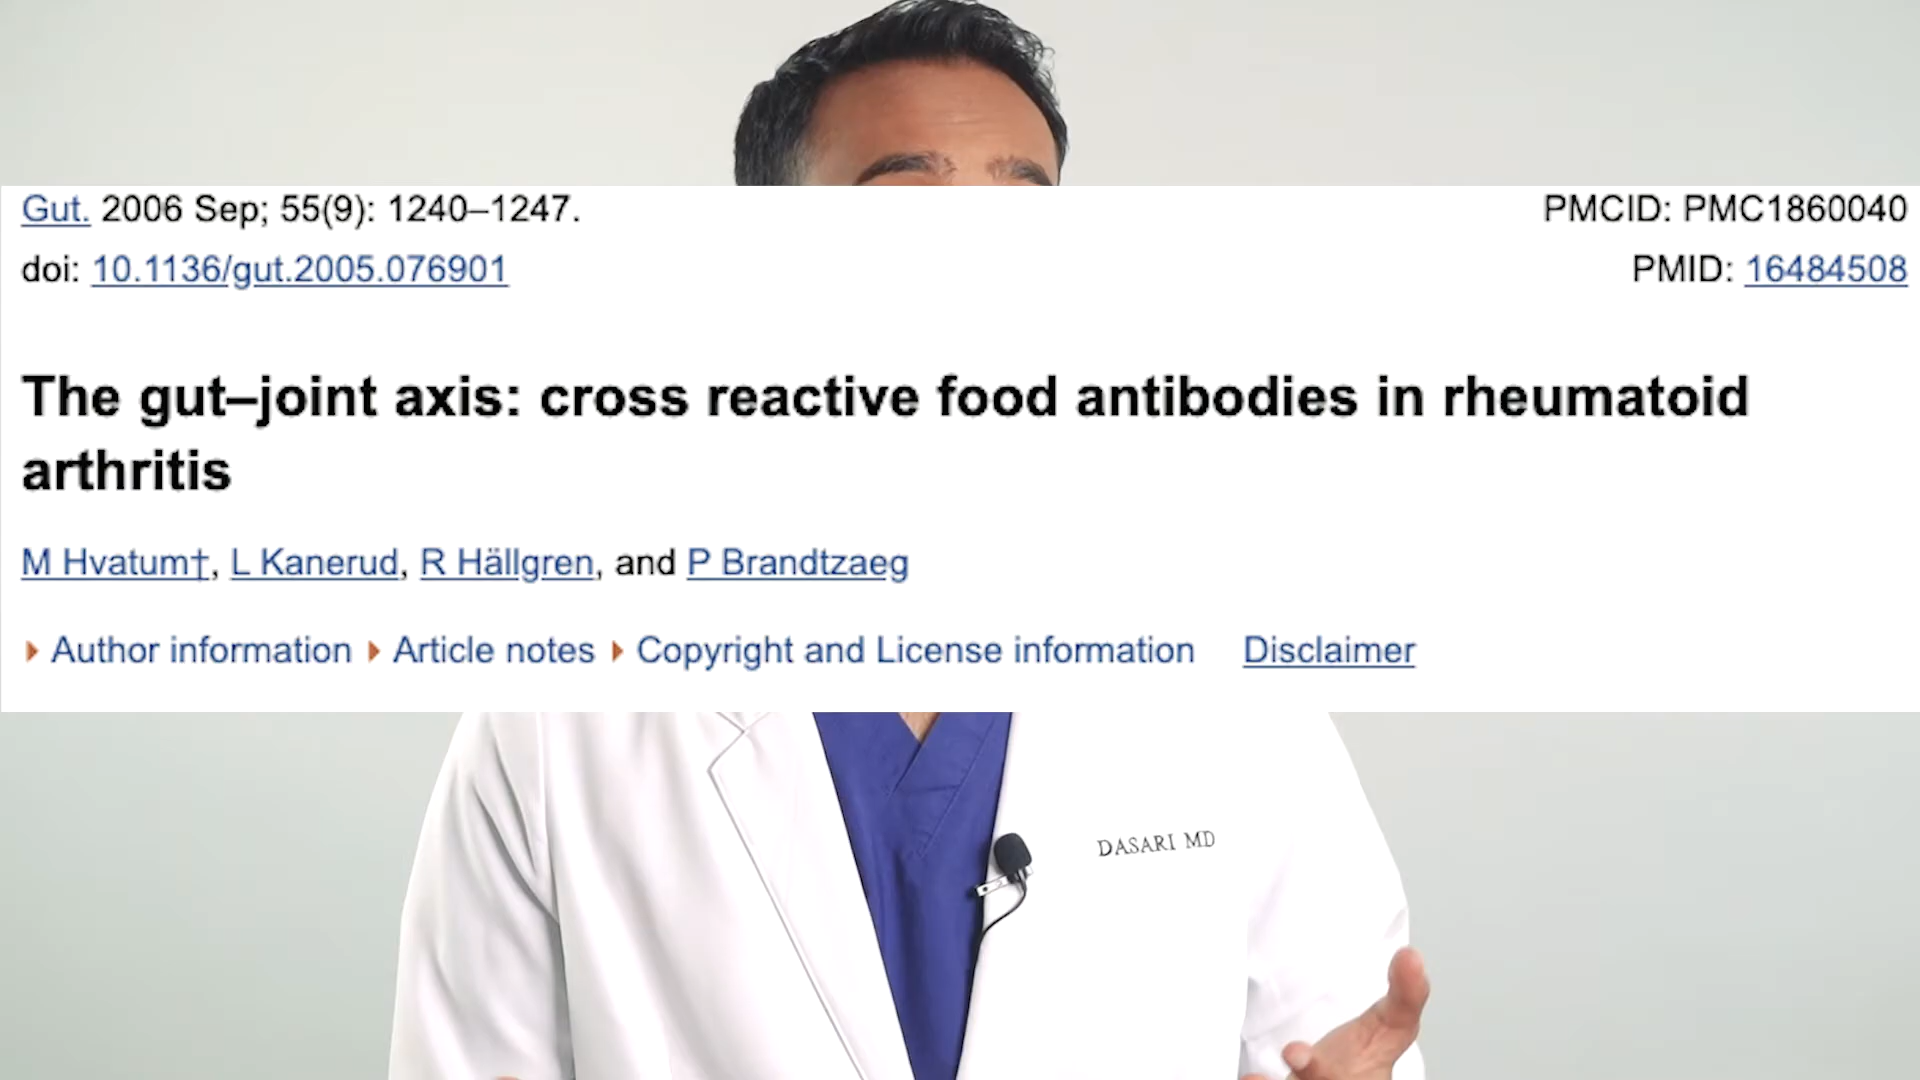 Gut. 2006 Sep; 55(9): 1240–1247.
PMCID: PMC1860040
doi: 10.1136/gut.2005.076901
PMID: 16484508
The gut–joint axis: cross reactive food antibodies in rheumatoid
arthritis
M Hvatum†, L Kanerud, R Hällgren, and P Brandtzaeg
Author information Article notes Copyright and License information Disclaimer
DASARI MD